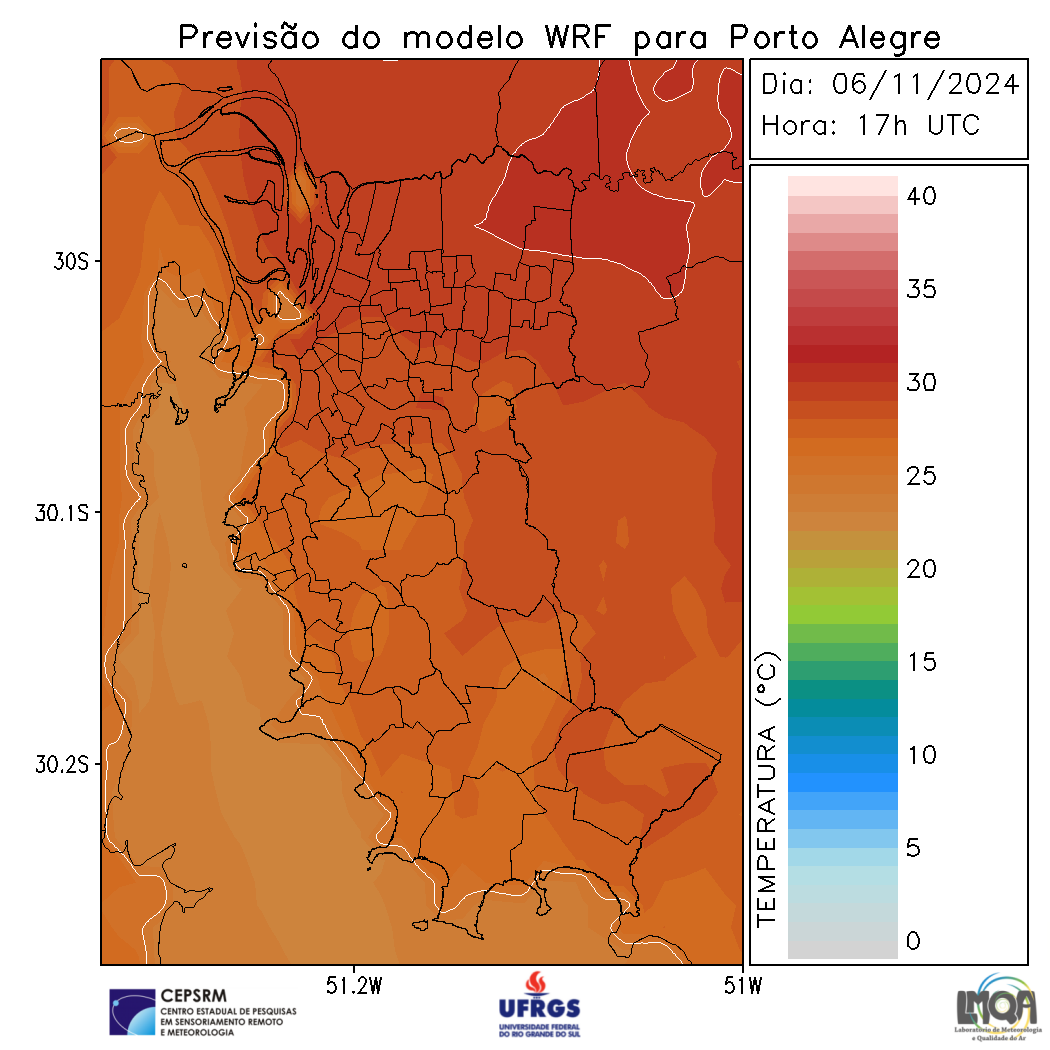 Previsão do modelo WRF para Porto Alegre
Dia: 06/11/2024
Hora: 17h UTC
30S
30.1S
30.2S
51.2W
51W
TEMPERATURA (°C)
40
35
30
25
20
15
10
5
0
CEPSRM
CENTRO ESTADUAL DE PESQUISAS
EM SENSORIAMENTO REMOTO
E METEOROLOGIA
UFRGS
UNIVERSIDADE FEDERAL
DO RIO GRANDE DO SUL
LMQA
Laboratório de Meteorologia
e Qualidade do Ar